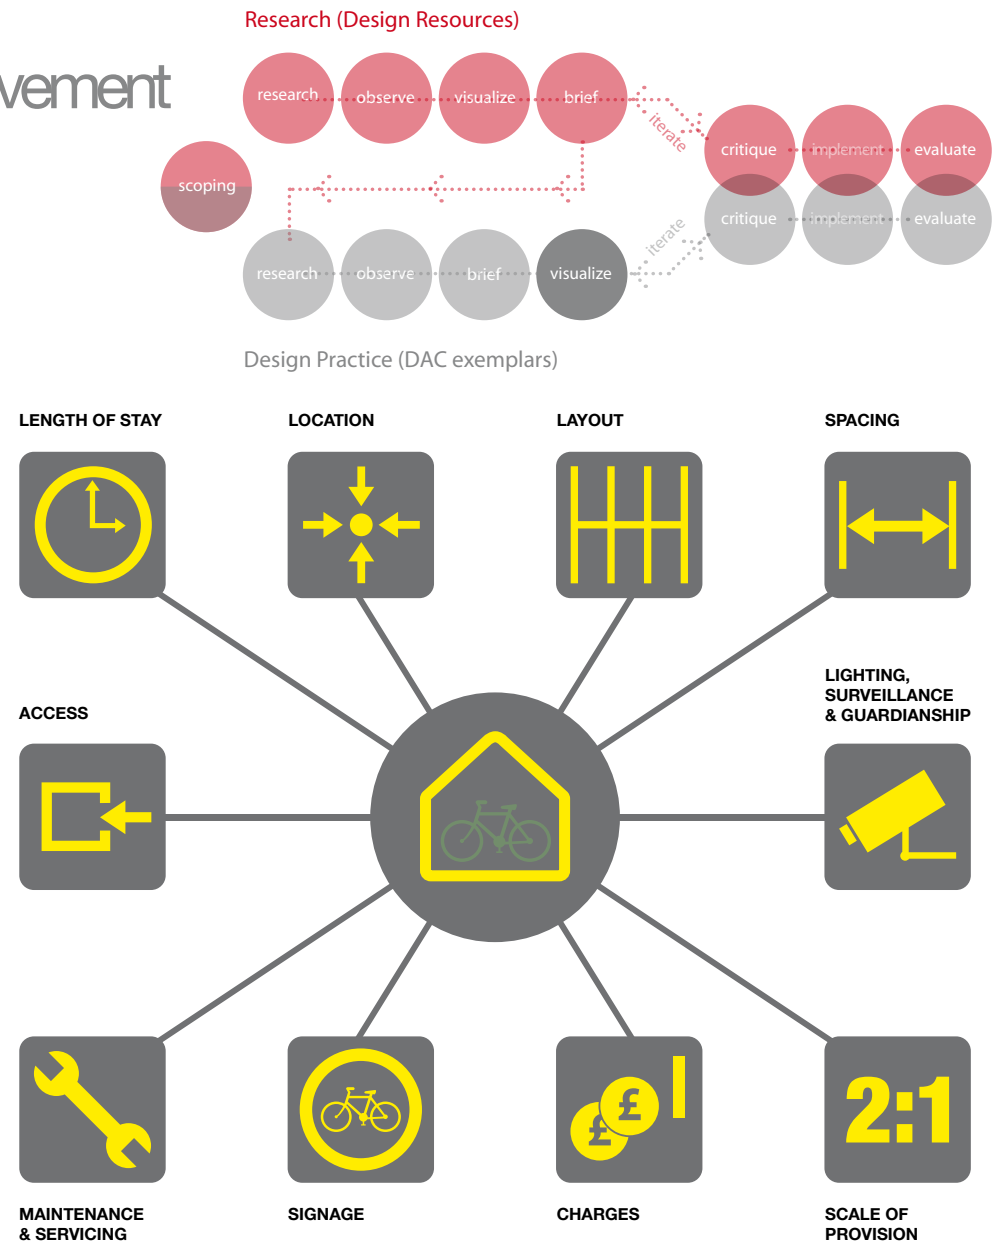 Research (Design Resources)
vement
research observe visualize brief
iterate
critique implement evaluate
scoping
critique implement evaluate
iterate
research observe brief visualize
Design Practice (DAC exemplars)
LENGTH OF STAY
LOCATION
LAYOUT
SPACING
ACCESS
LIGHTING,
SURVEILLANCE
& GUARDIANSHIP
£
£
2:1
MAINTENANCE
& SERVICING
SIGNAGE
CHARGES
SCALE OF
PROVISION